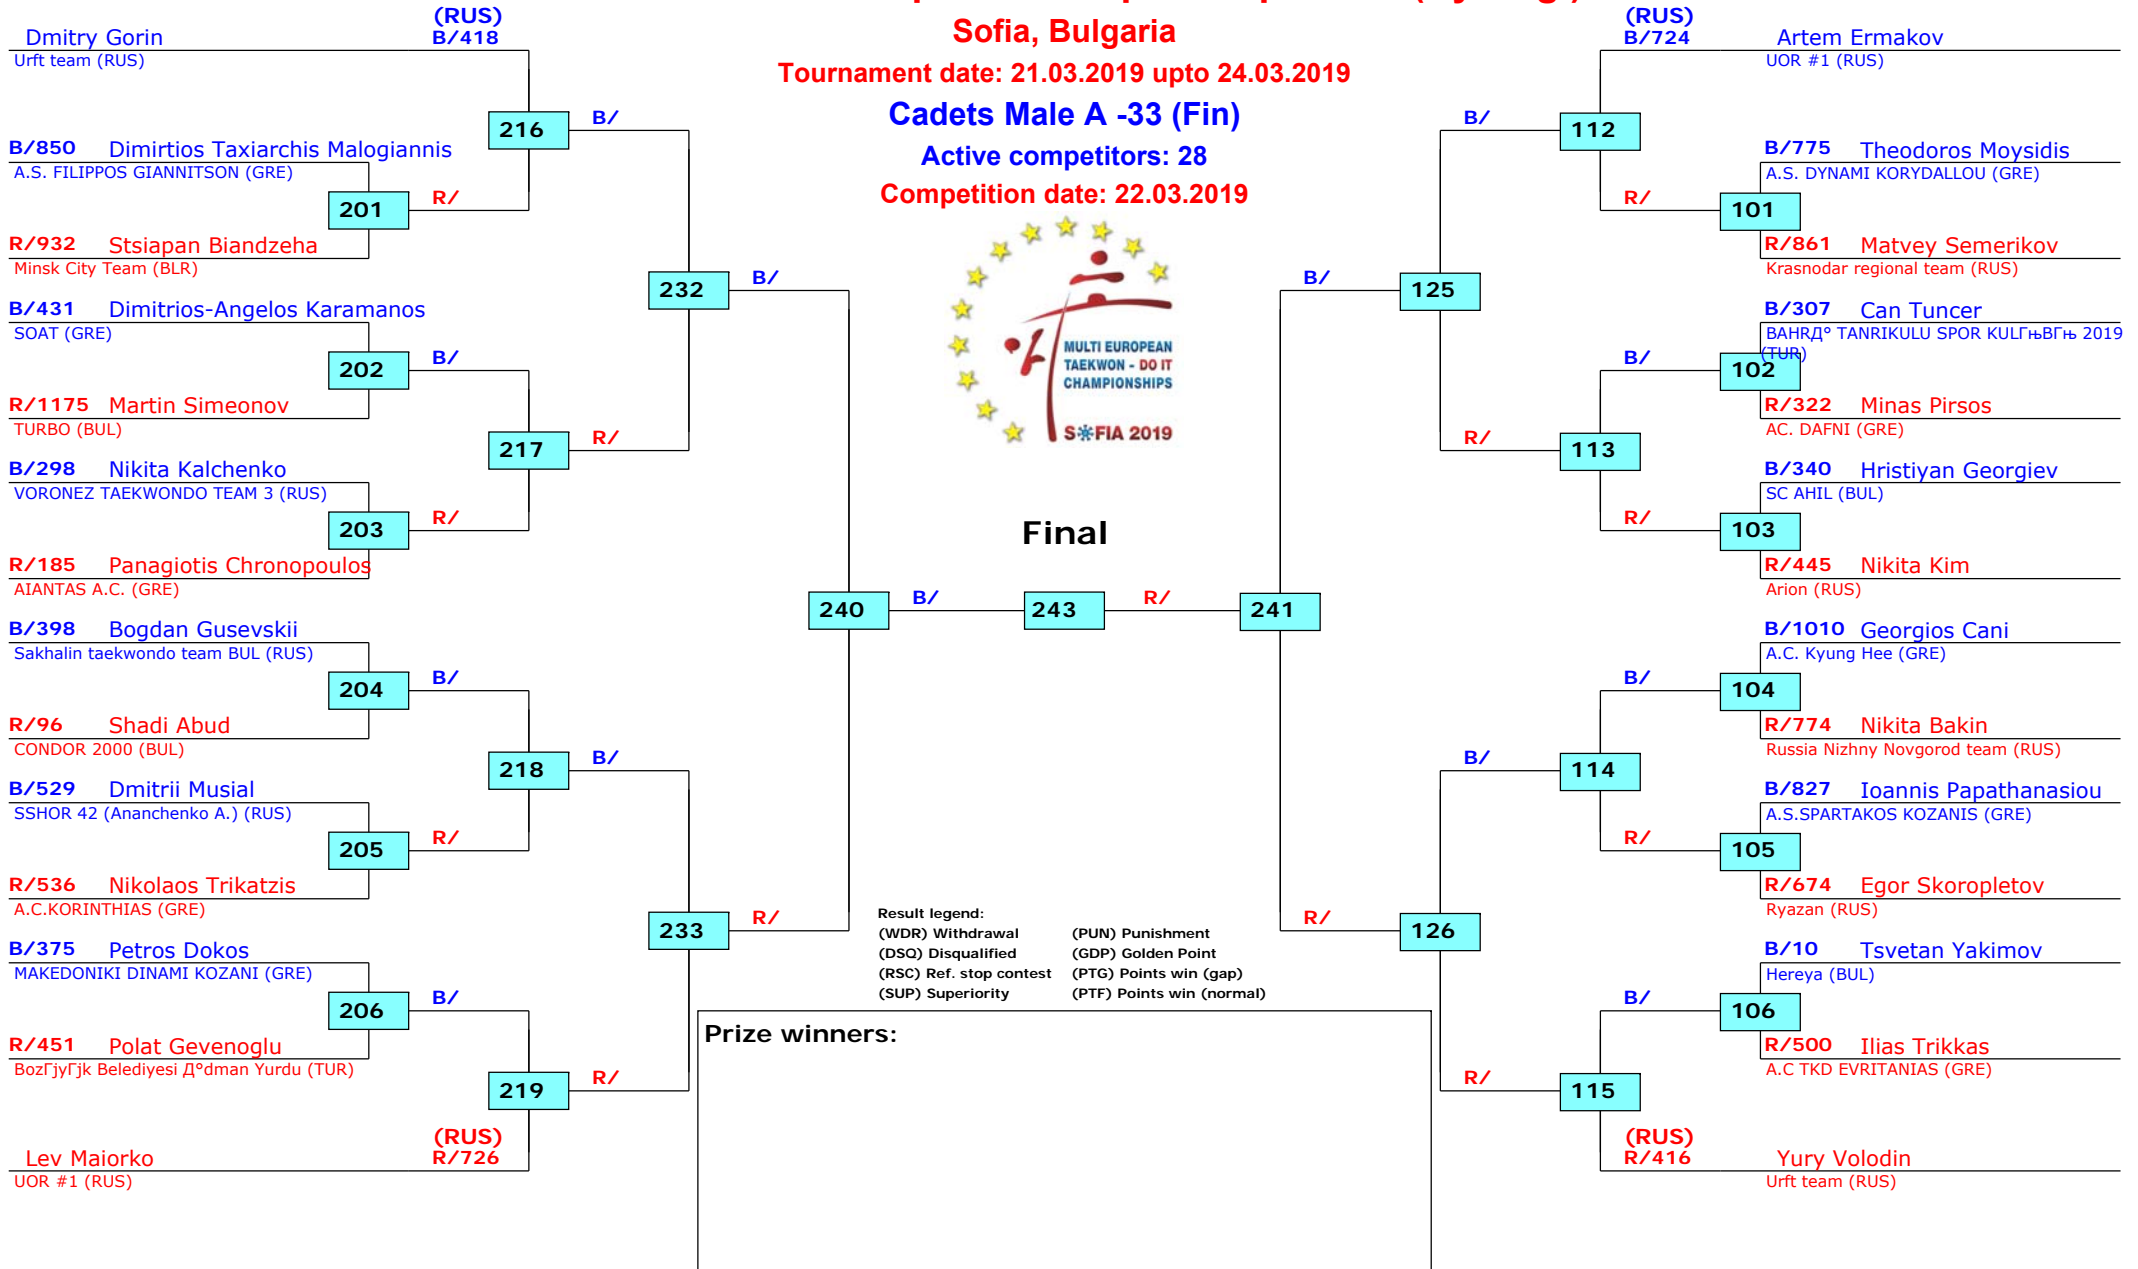 Sofia, Bulgaria
Tournament date: 21.03.2019 upto 24.03.2019
Cadets Male A -33 (Fin)
Active competitors: 28
Competition date: 22.03.2019
MULTI EUROPEAN
TAEKWON - DO IT
CHAMPIONSHIPS
S FIA 2019
(RUS)
Dmitry Gorin B/418
Urft team (RUS)
216 B/
B/850 Dimirtios Taxiarchis Malogiannis
A.S. FILIPPOS GIANNITSON (GRE)
201 R/
R/932 Stsiapan Biandzeha
Minsk City Team (BLR)
232 B/
B/431 Dimitrios-Angelos Karamanos
SOAT (GRE)
202 B/
R/1175 Martin Simeonov
TURBO (BUL)
217 R/
B/298 Nikita Kalchenko
VORONEZ TAEKWONDO TEAM 3 (RUS)
203 R/
R/185 Panagiotis Chronopoulos
AIANTAS A.C. (GRE)
B/398 Bogdan Gusevskii
Sakhalin taekwondo team BUL (RUS)
204 B/
R/96 Shadi Abud
CONDOR 2000 (BUL)
218 B/
B/529 Dmitrii Musial
SSHOR 42 (Ananchenko A.) (RUS)
205 R/
R/536 Nikolaos Trikatzis
A.C.KORINTHIAS (GRE)
233 R/
B/375 Petros Dokos
MAKEDONIKI DINAMI KOZANI (GRE)
206 B/
R/451 Polat Gevenoglu
BozГјyГјk Belediyesi Д°dman Yurdu (TUR)
219 R/
(RUS)
Lev Maiorko R/726
UOR #1 (RUS)
Final
240 B/ 243 R/ 241
(RUS)
B/724 Artem Ermakov
UOR #1 (RUS)
B/ 112
B/775 Theodoros Moysidis
A.S. DYNAMI KORYDALLOU (GRE)
R/ 101
R/861 Matvey Semerikov
Krasnodar regional team (RUS)
B/ 125
B/307 Can Tuncer
BAHRД° TANRIKULU SPOR KULГњBГњ 2019
(TUR)
B/ 102
R/322 Minas Pirsos
AC. DAFNI (GRE)
R/ 113
B/340 Hristiyan Georgiev
SC AHIL (BUL)
R/ 103
R/445 Nikita Kim
Arion (RUS)
B/1010 Georgios Cani
A.C. Kyung Hee (GRE)
B/ 104
R/774 Nikita Bakin
Russia Nizhny Novgorod team (RUS)
B/ 114
B/827 Ioannis Papathanasiou
A.S.SPARTAKOS KOZANIS (GRE)
R/ 105
R/674 Egor Skoropletov
Ryazan (RUS)
R/ 126
B/10 Tsvetan Yakimov
Hereya (BUL)
B/ 106
R/500 Ilias Trikkas
A.C TKD EVRITANIAS (GRE)
R/ 115
(RUS)
R/416 Yury Volodin
Urft team (RUS)
Result legend:
(WDR) Withdrawal (PUN) Punishment
(DSQ) Disqualified (GDP) Golden Point
(RSC) Ref. stop contest (PTG) Points win (gap)
(SUP) Superiority (PTF) Points win (normal)
Prize winners: